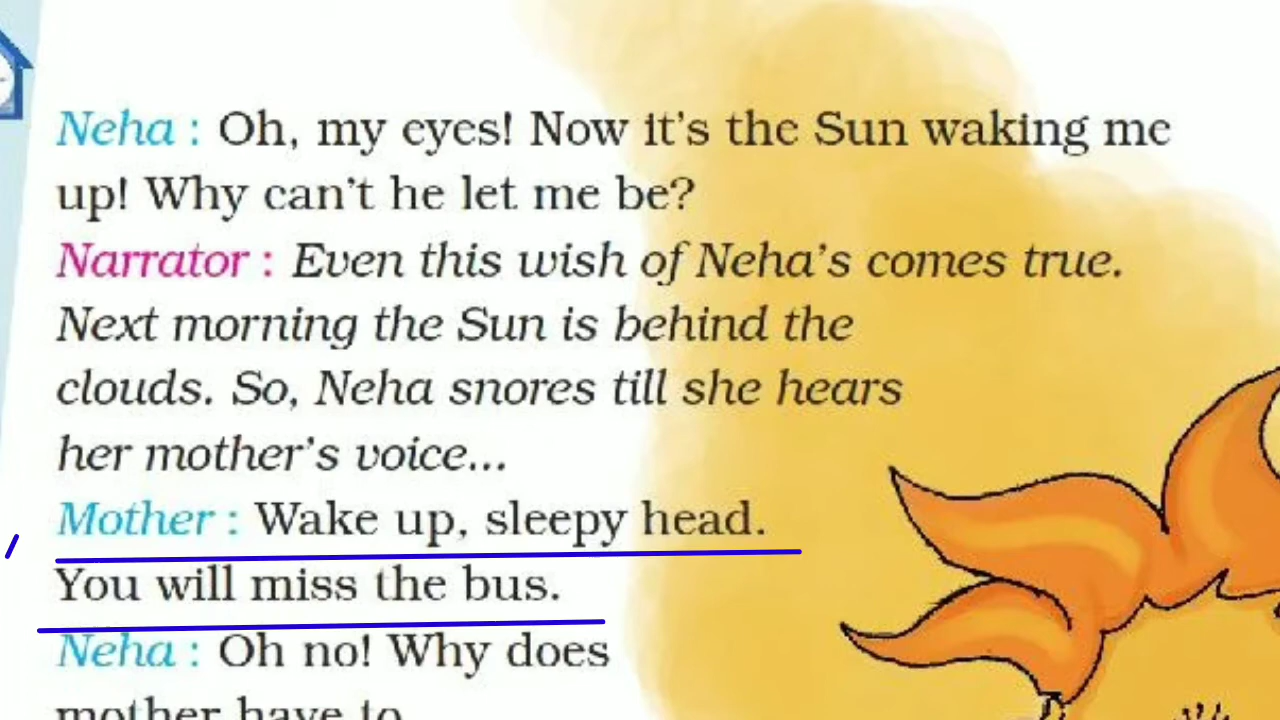 Neha : Oh, my eyes! Now it's the Sun waking me
up! Why can't he let me be?
Narrator : Even this wish of Neha's comes true.
Next morning the Sun is behind the
clouds. So, Neha snores till she hears
her mother's voice...
Mother : Wake up, sleepy head.
You will miss the bus.
Neha : Oh no! Why does
mother have to